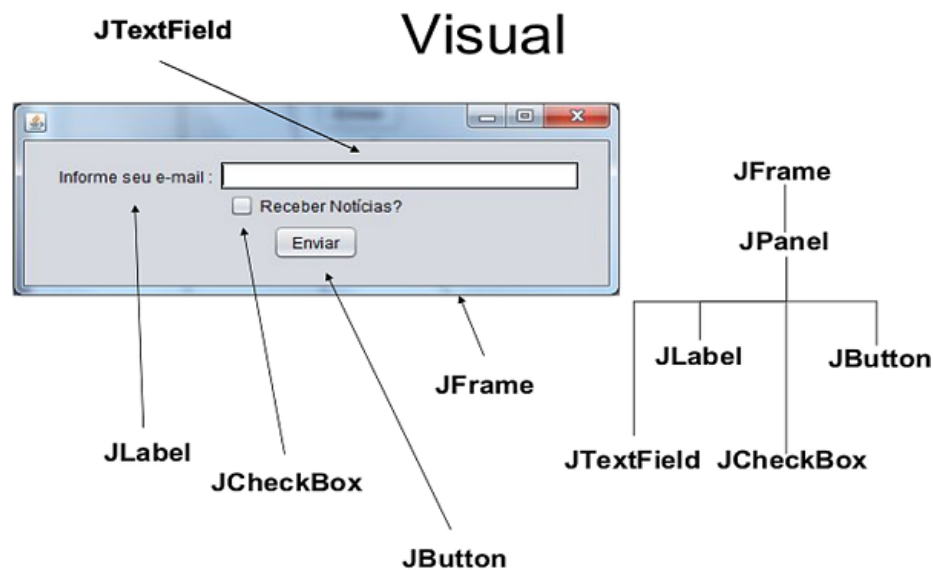 Visual
JTextField
Informe seu e-mail :
Receber Notícias?
Enviar
JFrame
JLabel
JCheckBox
JButton
JFrame
JPanel
JLabel
JButton
JTextField
JCheckBox